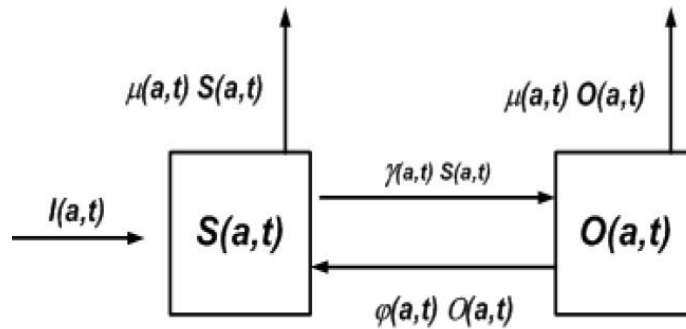 μ(a,t) S(a,t)
μ(a,t) O(a,t)
γ(a,t) S(a,t)
I(a,t)
S(a,t)
O(a,t)
φ(a,t) O(a,t)